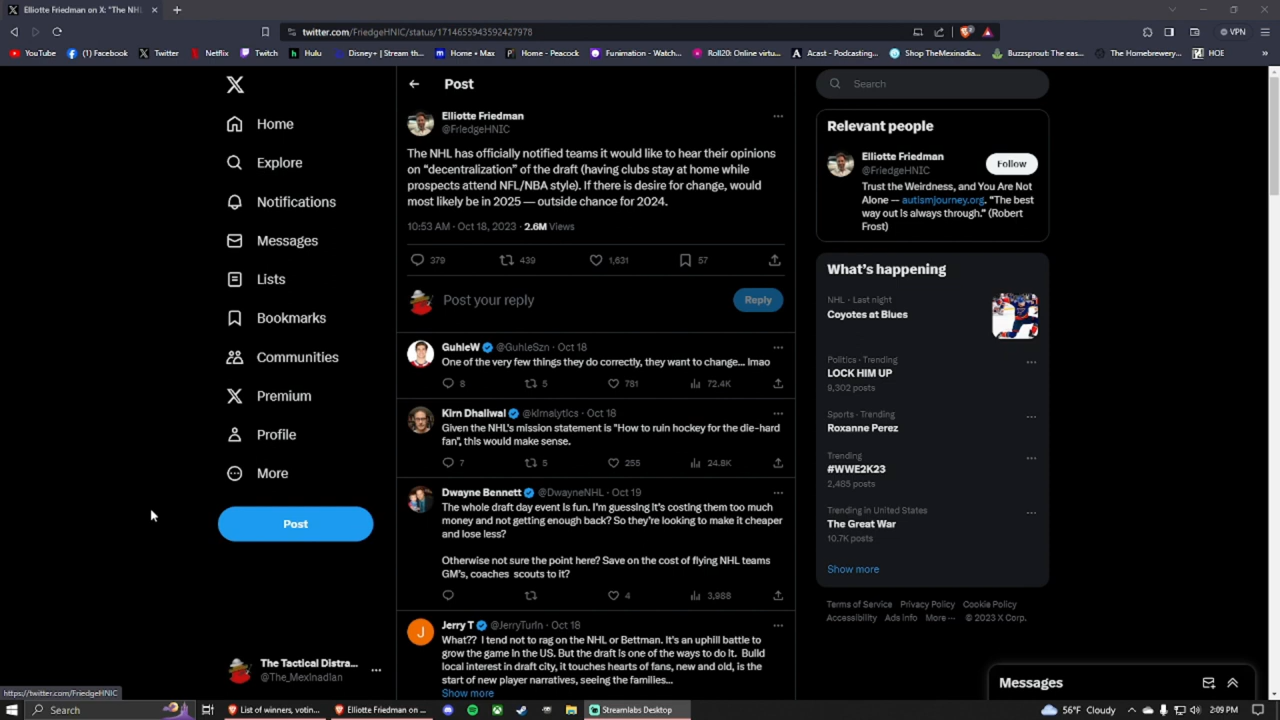 Elliotte Friedman on X: "The NHL
twitter.com/FriedgeHNIC/status/1714655943592427978
VPN
YouTube
(1) Facebook
Twitter
Netflix
Twitch
Hulu
Disney+ | Stream th...
Home • Max
Home - Peacock
Funimation - Watch...
Roll20: Online virtu...
Acast - Podcasting...
Shop TheMexinadia...
Buzzsprout: The eas...
The Homebrewery...
HOE
Home
Explore
Notifications
Messages
Lists
Bookmarks
Communities
Premium
Profile
More
Post
The Tactical Distra...
@The_MexInadian
Post
Elliotte Friedman
@FriedgeHNIC
The NHL has officially notified teams it would like to hear their opinions
on “decentralization” of the draft (having clubs stay at home while
prospects attend NFL/NBA style). If there is desire for change, would
most likely be in 2025 — outside chance for 2024.
10:53 AM · Oct 18, 2023 · 2.6M Views
379 439 1,631 57
Post your reply
Reply
GuhleW @GuhleSzn · Oct 18
One of the very few things they do correctly, they want to change... lmao
8 5 781 72.4K
Kirn Dhaliwal @kirnalytics · Oct 18
Given the NHL's mission statement is "How to ruin hockey for the die-hard
fan", this would make sense.
7 5 255 24.8K
Dwayne Bennett @DwayneNHL · Oct 19
The whole draft day event is fun. I'm guessing it's costing them too much
money and not getting enough back? So they're looking to make it cheaper
and lose less?
Otherwise not sure the point here? Save on the cost of flying NHL teams
GM's, coaches scouts to it?
4 3,988
Jerry T @JerryTurin · Oct 18
What?? I tend not to rag on the NHL or Bettman. It's an uphill battle to
grow the game in the US. But the draft is one of the ways to do it. Build
local interest in draft city, it touches hearts of fans, new and old, is the
start of new player narratives, seeing the families...
Show more
Search
Relevant people
Elliotte Friedman
@FriedgeHNIC
Follow
Trust the Weirdness, and You Are Not
Alone — autismjourney.org. “The best
way out is always through.” (Robert
Frost)
What’s happening
NHL · Last night
Coyotes at Blues
Politics · Trending
LOCK HIM UP
9,302 posts
Sports · Trending
Roxanne Perez
Trending
#WWE2K23
2,465 posts
Trending in United States
The Great War
10.7K posts
Show more
Terms of Service Privacy Policy Cookie Policy
Accessibility Ads info More ··· © 2023 X Corp.
Messages
https://twitter.com/FriedgeHNIC
Search
List of winners, votin...
Elliotte Friedman on ...
Streamlabs Desktop
56°F Cloudy
2:09 PM